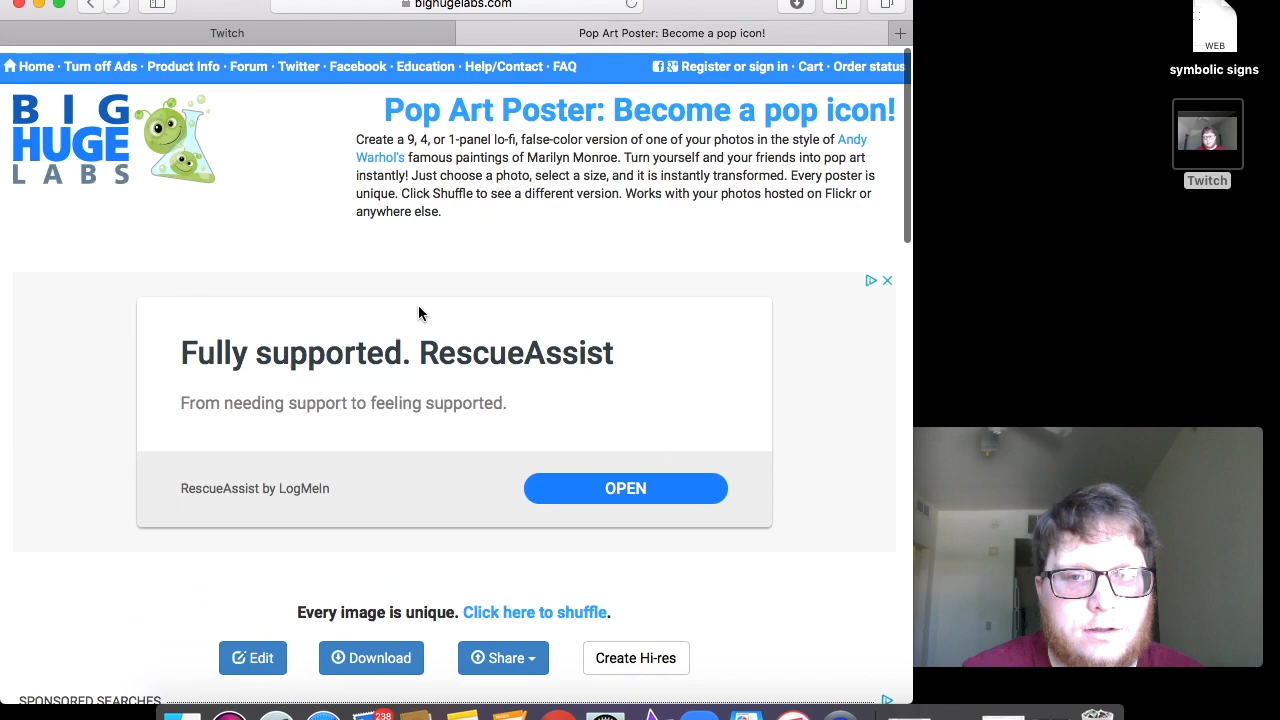 bighugelabs.com
Twitch
Pop Art Poster: Become a pop icon!
Home · Turn off Ads · Product Info · Forum · Twitter · Facebook · Education · Help/Contact · FAQ
Register or sign in · Cart · Order status
BIG
HUGE
LABS
Pop Art Poster: Become a pop icon!
Create a 9, 4, or 1-panel lo-fi, false-color version of one of your photos in the style of Andy
Warhol's famous paintings of Marilyn Monroe. Turn yourself and your friends into pop art
instantly! Just choose a photo, select a size, and it is instantly transformed. Every poster is
unique. Click Shuffle to see a different version. Works with your photos hosted on Flickr or
anywhere else.
Fully supported. RescueAssist
From needing support to feeling supported.
RescueAssist by LogMeIn
OPEN
Every image is unique. Click here to shuffle.
Edit
Download
Share
Create Hi-res
SPONSORED SEARCHES
238
WEB
symbolic signs
Twitch